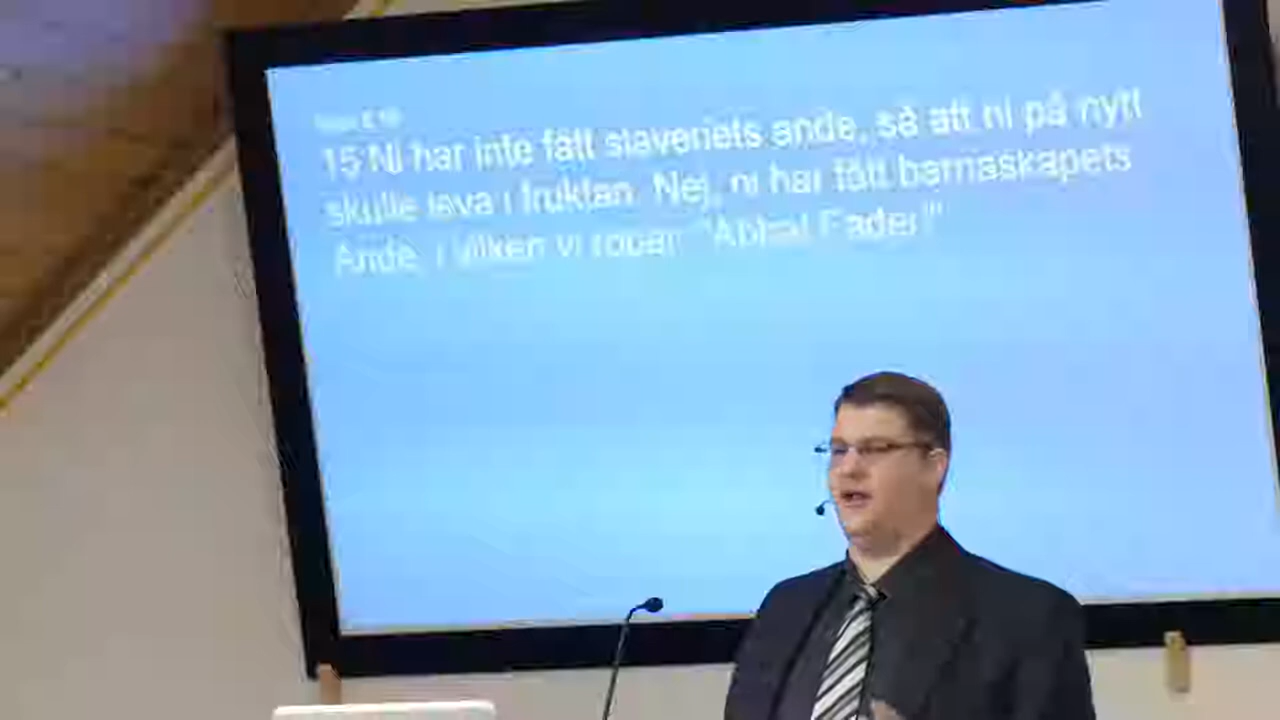 15 Ni har inte fått slaveriets ande, så att ni på nytt
skulle leva i fruktan. Nej, ni har fått barnaskapets
Ande, i vilken vi ropar: "Abba! Fader!"